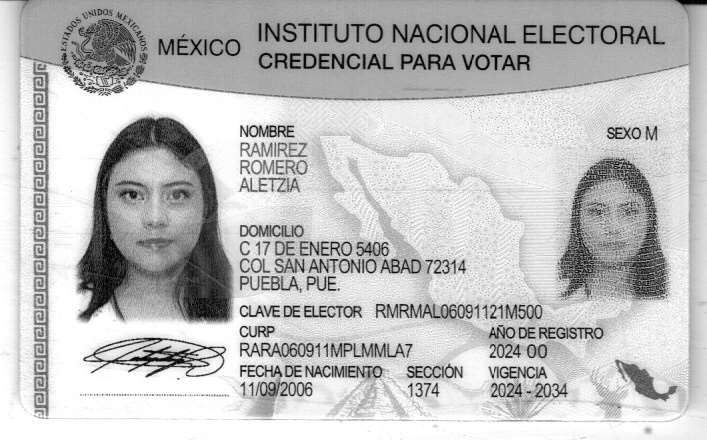 ESTADOS UNIDOS MEXICANOS
MÉXICO
INSTITUTO NACIONAL ELECTORAL
CREDENCIAL PARA VOTAR
NOMBRE
SEXO M
RAMIREZ
ROMERO
ALETZIA
DOMICILIO
C 17 DE ENERO 5406
COL SAN ANTONIO ABAD 72314
PUEBLA, PUE.
CLAVE DE ELECTOR RMRMAL06091121M500
CURP
AÑO DE REGISTRO
RARA060911MPLMMLA7
2024 00
FECHA DE NACIMIENTO SECCIÓN VIGENCIA
11/09/2006 1374 2024 - 2034